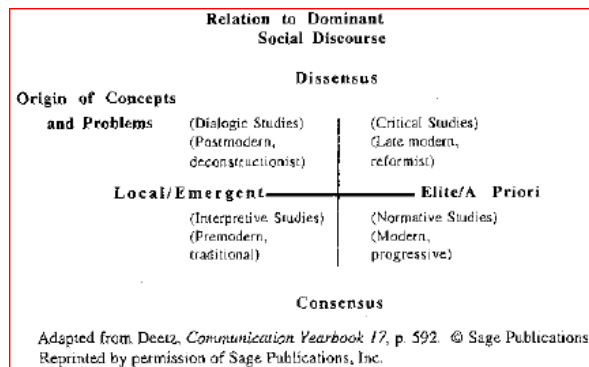 Relation to Dominant
Social Discourse
Dissensus
Origin of Concepts
and Problems
(Dialogic Studies)
(Postmodern,
deconstructionist)
(Critical Studies)
(Late modern,
reformist)
Local/Emergent
Elite/A Priori
(Interpretive Studies)
(Premodern,
traditional)
(Normative Studies)
(Modern,
progressive)
Consensus
Adapted from Deetz, Communication Yearbook 17, p. 592. © Sage Publications
Reprinted by permission of Sage Publications, Inc.